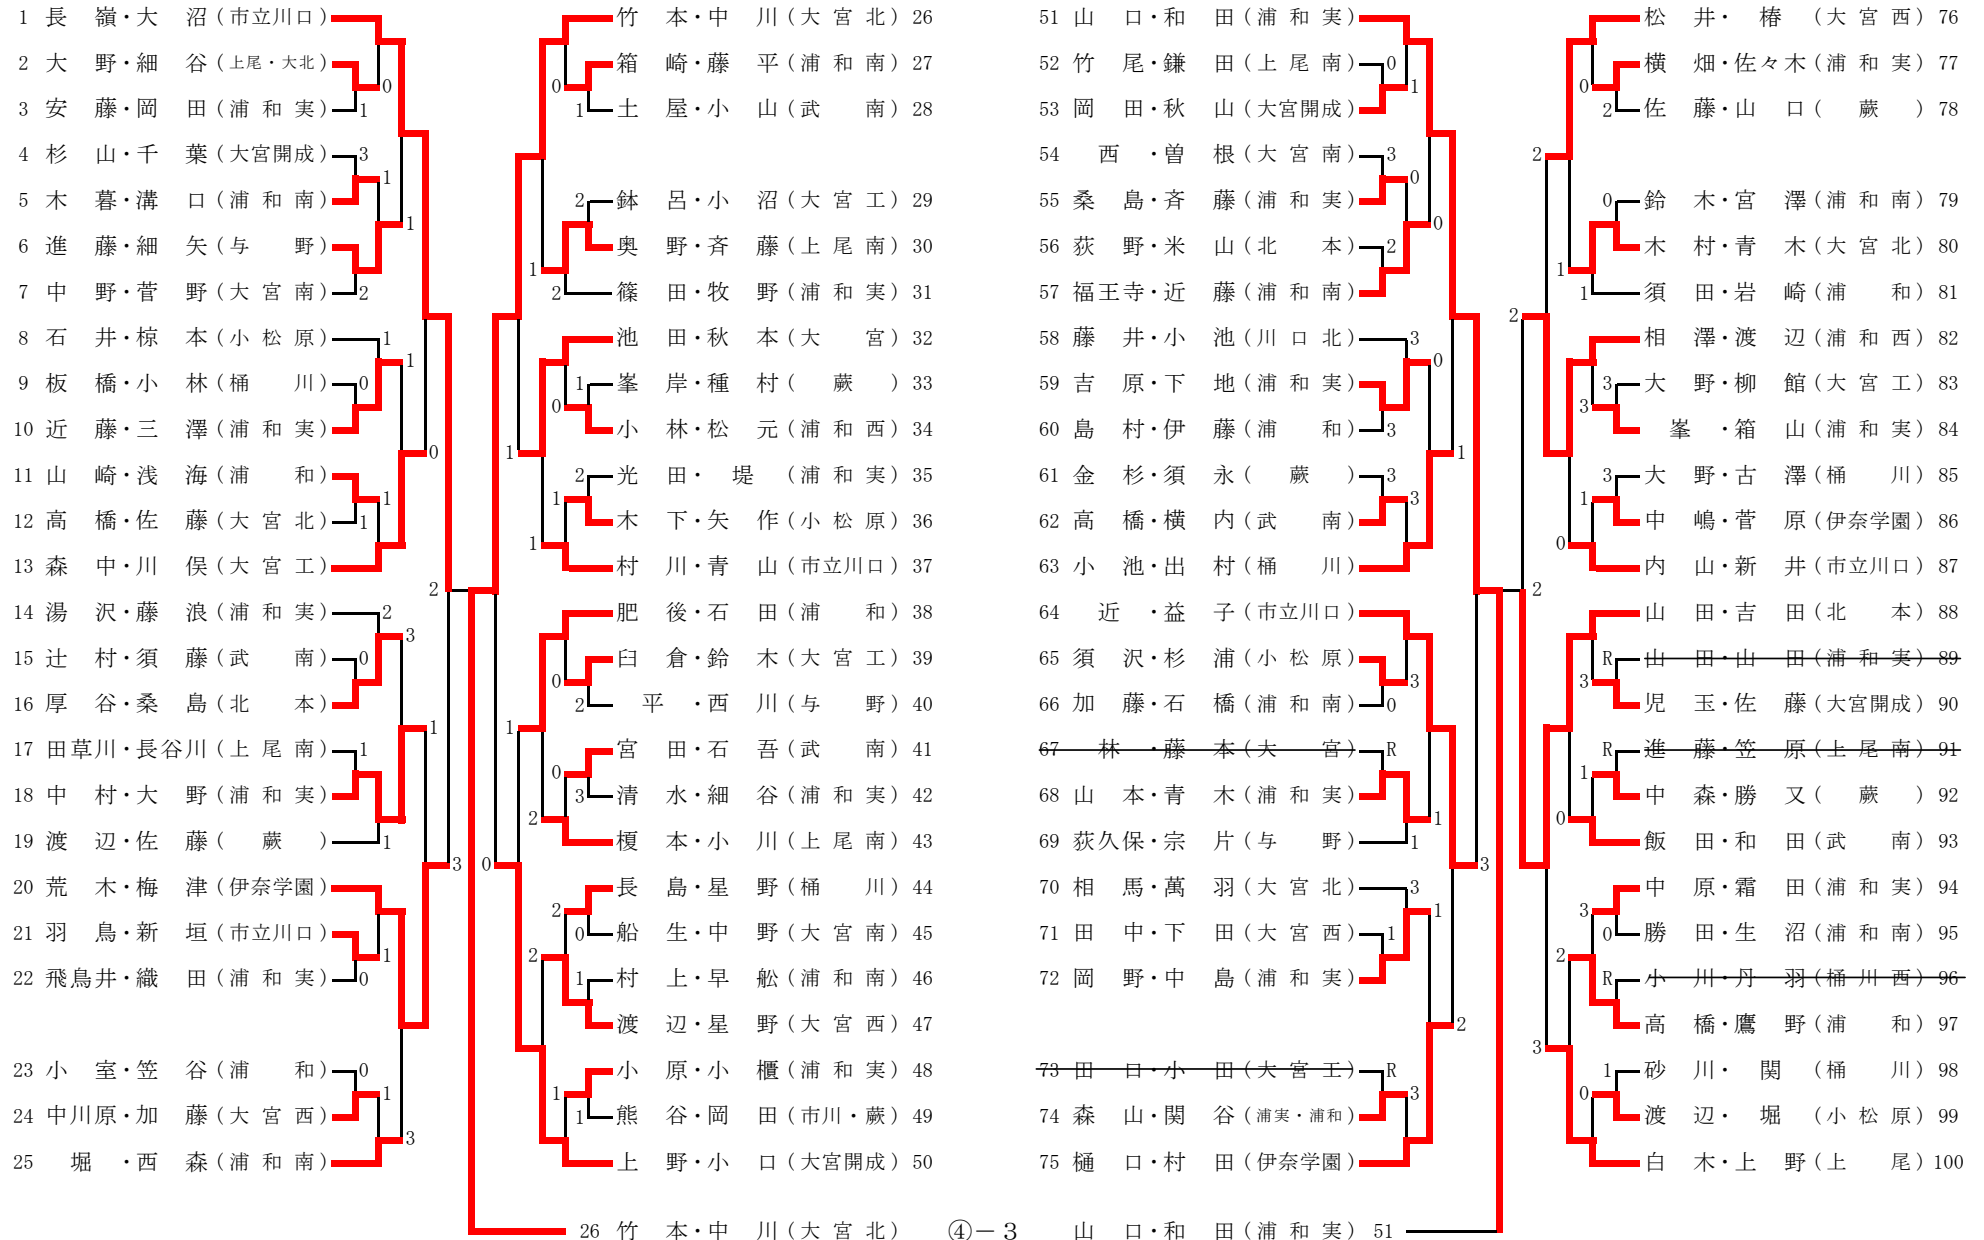 1 長嶺・大沼(市立川口)
2 大野・細谷(上尾・大北)
3 安藤・岡田(浦和実)
4 杉山・千葉(大宮開成)
5 木暮・溝口(浦和南)
6 進藤・細矢(与野)
7 中野・菅野(大宮南)
8 石井・椋本(小松原)
9 板橋・小林(桶川)
10 近藤・三澤(浦和実)
11 山崎・浅海(浦和)
12 高橋・佐藤(大宮北)
13 森中・川俣(大宮工)
14 湯沢・藤浪(浦和実)
15 辻村・須藤(武南)
16 厚谷・桑島(北本)
17 田草川・長谷川(上尾南)
18 中村・大野(浦和実)
19 渡辺・佐藤(蕨)
20 荒木・梅津(伊奈学園)
21 羽鳥・新垣(市立川口)
22 飛鳥井・織田(浦和実)
23 小室・笠谷(浦和)
24 中川原・加藤(大宮西)
25 堀・西森(浦和南)
竹本・中川(大宮北) 26
箱崎・藤平(浦和南) 27
土屋・小山(武南) 28
鉢呂・小沼(大宮工) 29
奥野・斉藤(上尾南) 30
篠田・牧野(浦和実) 31
池田・秋本(大宮) 32
峯岸・種村(蕨) 33
小林・松元(浦和西) 34
光田・堤(浦和実) 35
木下・矢作(小松原) 36
村川・青山(市立川口) 37
肥後・石田(浦和) 38
臼倉・鈴木(大宮工) 39
平・西川(与野) 40
宮田・石吾(武南) 41
清水・細谷(浦和実) 42
榎本・小川(上尾南) 43
長島・星野(桶川) 44
船生・中野(大宮南) 45
村上・早舩(浦和南) 46
渡辺・星野(大宮西) 47
小原・小櫃(浦和実) 48
熊谷・岡田(市川・蕨) 49
上野・小口(大宮開成) 50
51 山口・和田(浦和実)
52 竹尾・鎌田(上尾南)
53 岡田・秋山(大宮開成)
54 西・曽根(大宮南)
55 桑島・斉藤(浦和実)
56 荻野・米山(北本)
57 福王寺・近藤(浦和南)
58 藤井・小池(川口北)
59 吉原・下地(浦和実)
60 島村・伊藤(浦和)
61 金杉・須永(蕨)
62 高橋・横内(武南)
63 小池・出村(桶川)
64 近・益子(市立川口)
65 須沢・杉浦(小松原)
66 加藤・石橋(浦和南)
67 林・藤本(大宮)
68 山本・青木(浦和実)
69 荻久保・宗片(与野)
70 相馬・萬羽(大宮北)
71 田中・下田(大宮西)
72 岡野・中島(浦和実)
73 田口・小田(大宮工)
74 森山・関谷(浦実・浦和)
75 樋口・村田(伊奈学園)
松井・椿(大宮西) 76
横畑・佐々木(浦和実) 77
佐藤・山口(蕨) 78
鈴木・宮澤(浦和南) 79
木村・青木(大宮北) 80
須田・岩崎(浦和) 81
相澤・渡辺(浦和西) 82
大野・柳館(大宮工) 83
峯・箱山(浦和実) 84
大野・古澤(桶川) 85
中嶋・菅原(伊奈学園) 86
内山・新井(市立川口) 87
山田・吉田(北本) 88
山田・山田(浦和実) 89
児玉・佐藤(大宮開成) 90
進藤・笠原(上尾南) 91
中森・勝又(蕨) 92
飯田・和田(武南) 93
中原・霜田(浦和実) 94
勝田・生沼(浦和南) 95
小川・丹羽(桶川西) 96
高橋・鷹野(浦和) 97
砂川・関(桶川) 98
渡辺・堀(小松原) 99
白木・上野(上尾) 100
26 竹本・中川(大宮北) ④－3 山口・和田(浦和実) 51